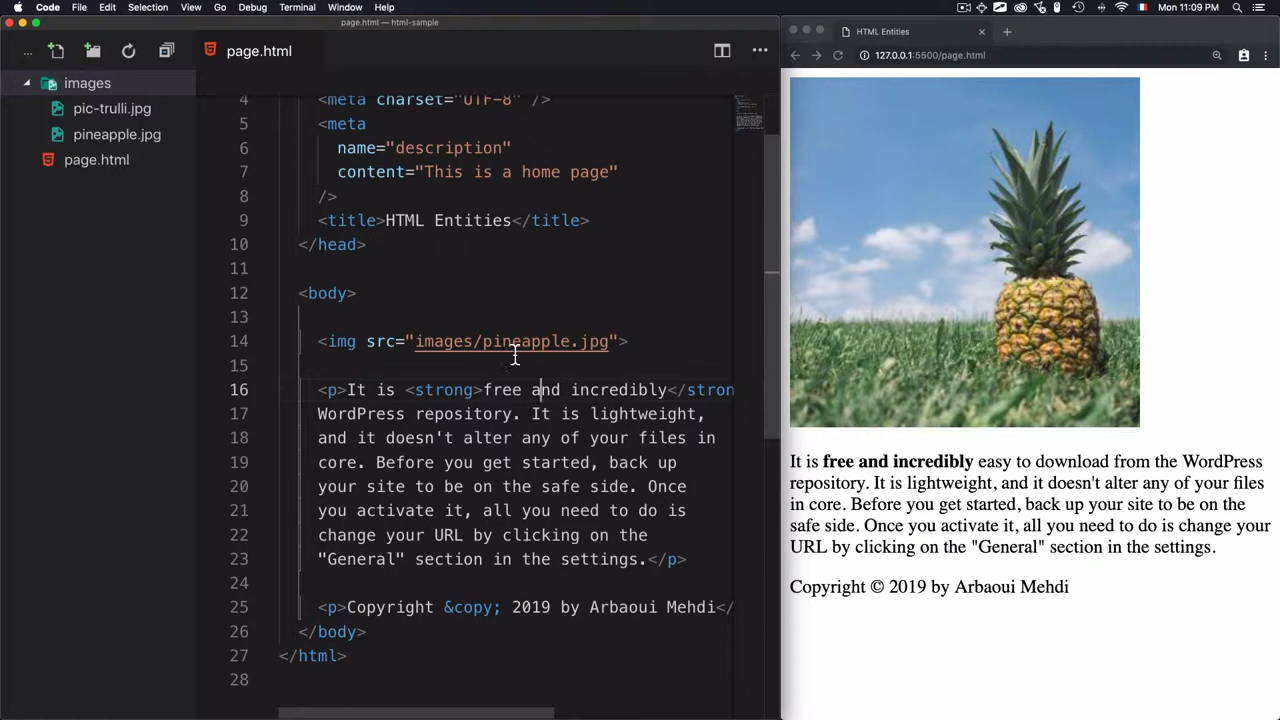 Code File Edit Selection View Go Debug Terminal Window Help
Mon 11:09 PM
page.html — html-sample
HTML Entities
... page.html
127.0.0.1:5500/page.html
images
pic-trulli.jpg
pineapple.jpg
page.html
4 <meta charset="UTF-8" />
5 <meta
6 name="description"
7 content="This is a home page"
8 />
9 <title>HTML Entities</title>
10 </head>
11
12 <body>
13
14 <img src="images/pineapple.jpg">
15
16 <p>It is <strong>free and incredibly</stron
17 WordPress repository. It is lightweight,
18 and it doesn't alter any of your files in
19 core. Before you get started, back up
20 your site to be on the safe side. Once
21 you activate it, all you need to do is
22 change your URL by clicking on the
23 "General" section in the settings.</p>
24
25 <p>Copyright &copy; 2019 by Arbaoui Mehdi</
26 </body>
27 </html>
28
It is free and incredibly easy to download from the WordPress
repository. It is lightweight, and it doesn't alter any of your files
in core. Before you get started, back up your site to be on the
safe side. Once you activate it, all you need to do is change your
URL by clicking on the "General" section in the settings.
Copyright © 2019 by Arbaoui Mehdi